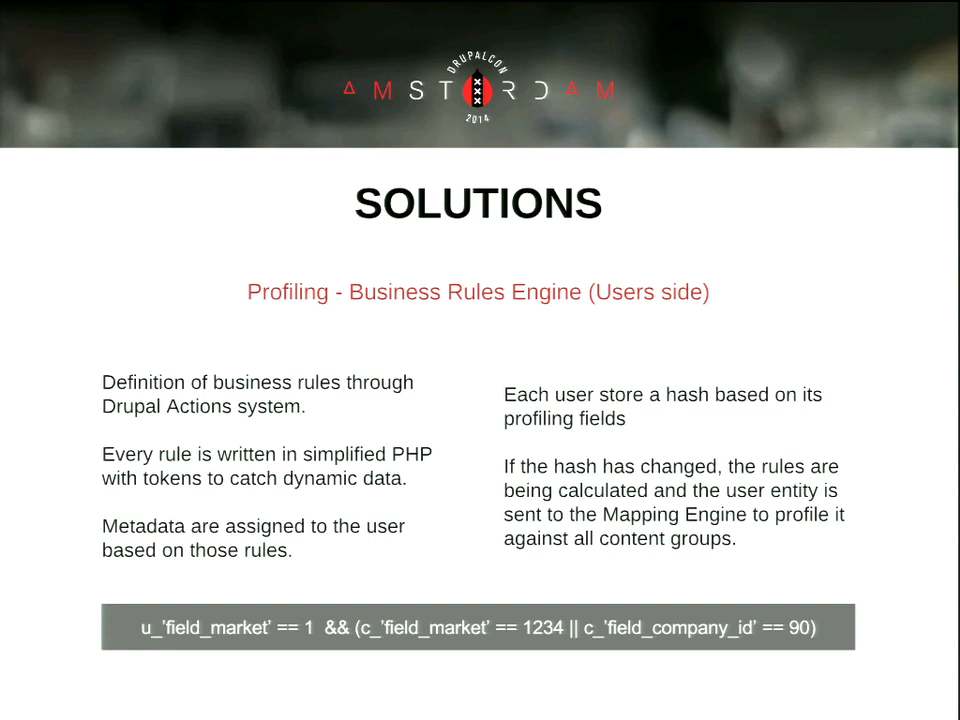 DRUPALCON
AMSTERDAM
2014
SOLUTIONS
Profiling - Business Rules Engine (Users side)
Definition of business rules through
Drupal Actions system.
Every rule is written in simplified PHP
with tokens to catch dynamic data.
Metadata are assigned to the user
based on those rules.
Each user store a hash based on its
profiling fields
If the hash has changed, the rules are
being calculated and the user entity is
sent to the Mapping Engine to profile it
against all content groups.
u_’field_market’ == 1 && (c_’field_market’ == 1234 || c_’field_company_id’ == 90)